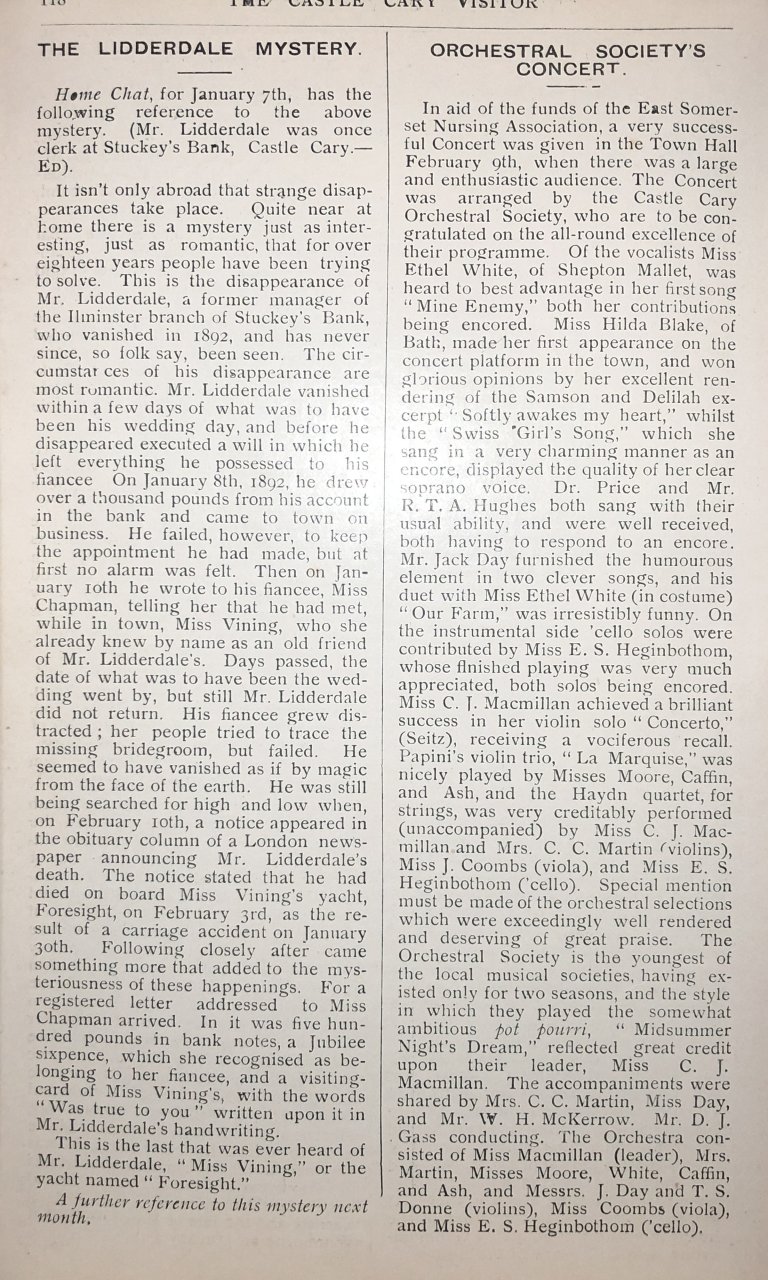 118
THE CASTLE CARY VISITOR
THE LIDDERDALE MYSTERY.
Home Chat, for January 7th, has the
following reference to the above
mystery. (Mr. Lidderdale was once
clerk at Stuckey's Bank, Castle Cary.—
ED).
It isn't only abroad that strange disap-
pearances take place. Quite near at
home there is a mystery just as inter-
esting, just as romantic, that for over
eighteen years people have been trying
to solve. This is the disappearance of
Mr. Lidderdale, a former manager of
the Ilminster branch of Stuckey's Bank,
who vanished in 1892, and has never
since, so folk say, been seen. The cir-
cumstances of his disappearance are
most romantic. Mr. Lidderdale vanished
within a few days of what was to have
been his wedding day, and before he
disappeared executed a will in which he
left everything he possessed to his
fiancee On January 8th, 1892, he drew
over a thousand pounds from his account
in the bank and came to town on
business. He failed, however, to keep
the appointment he had made, but at
first no alarm was felt. Then on Jan-
uary 10th he wrote to his fiancee, Miss
Chapman, telling her that he had met,
while in town, Miss Vining, who she
already knew by name as an old friend
of Mr. Lidderdale's. Days passed, the
date of what was to have been the wed-
ding went by, but still Mr. Lidderdale
did not return. His fiancee grew dis-
tracted ; her people tried to trace the
missing bridegroom, but failed. He
seemed to have vanished as if by magic
from the face of the earth. He was still
being searched for high and low when,
on February 10th, a notice appeared in
the obituary column of a London news-
paper announcing Mr. Lidderdale's
death. The notice stated that he had
died on board Miss Vining's yacht,
Foresight, on February 3rd, as the re-
sult of a carriage accident on January
30th. Following closely after came
something more that added to the mys-
teriousness of these happenings. For a
registered letter addressed to Miss
Chapman arrived. In it was five hun-
dred pounds in bank notes, a Jubilee
sixpence, which she recognised as be-
longing to her fiancee, and a visiting-
card of Miss Vining's, with the words
"Was true to you" written upon it in
Mr. Lidderdale's handwriting.
This is the last that was ever heard of
Mr. Lidderdale, "Miss Vining," or the
yacht named "Foresight."
A further reference to this mystery next
month.
ORCHESTRAL SOCIETY'S
CONCERT.
In aid of the funds of the East Somer-
set Nursing Association, a very success-
ful Concert was given in the Town Hall
February 9th, when there was a large
and enthusiastic audience. The Concert
was arranged by the Castle Cary
Orchestral Society, who are to be con-
gratulated on the all-round excellence of
their programme. Of the vocalists Miss
Ethel White, of Shepton Mallet, was
heard to best advantage in her first song
"Mine Enemy," both her contributions
being encored. Miss Hilda Blake, of
Bath, made her first appearance on the
concert platform in the town, and won
glorious opinions by her excellent ren-
dering of the Samson and Delilah ex-
cerpt "Softly awakes my heart," whilst
the "Swiss Girl's Song," which she
sang in a very charming manner as an
encore, displayed the quality of her clear
soprano voice. Dr. Price and Mr.
R. T. A. Hughes both sang with their
usual ability, and were well received,
both having to respond to an encore.
Mr. Jack Day furnished the humourous
element in two clever songs, and his
duet with Miss Ethel White (in costume)
"Our Farm," was irresistibly funny. On
the instrumental side 'cello solos were
contributed by Miss E. S. Heginbothom,
whose finished playing was very much
appreciated, both solos being encored.
Miss C. J. Macmillan achieved a brilliant
success in her violin solo "Concerto,"
(Seitz), receiving a vociferous recall.
Papini's violin trio, "La Marquise," was
nicely played by Misses Moore, Caffin,
and Ash, and the Haydn quartet, for
strings, was very creditably performed
(unaccompanied) by Miss C. J. Mac-
millan and Mrs. C. C. Martin (violins),
Miss J. Coombs (viola), and Miss E. S.
Heginbothom ('cello). Special mention
must be made of the orchestral selections
which were exceedingly well rendered
and deserving of great praise. The
Orchestral Society is the youngest of
the local musical societies, having ex-
isted only for two seasons, and the style
in which they played the somewhat
ambitious pot pourri, "Midsummer
Night's Dream," reflected great credit
upon their leader, Miss C. J.
Macmillan. The accompaniments were
shared by Mrs. C. C. Martin, Miss Day,
and Mr. W. H. McKerrow. Mr. D. J.
Gass conducting. The Orchestra con-
sisted of Miss Macmillan (leader), Mrs.
Martin, Misses Moore, White, Caffin,
and Ash, and Messrs. J. Day and T. S.
Donne (violins), Miss Coombs (viola),
and Miss E. S. Heginbothom ('cello).